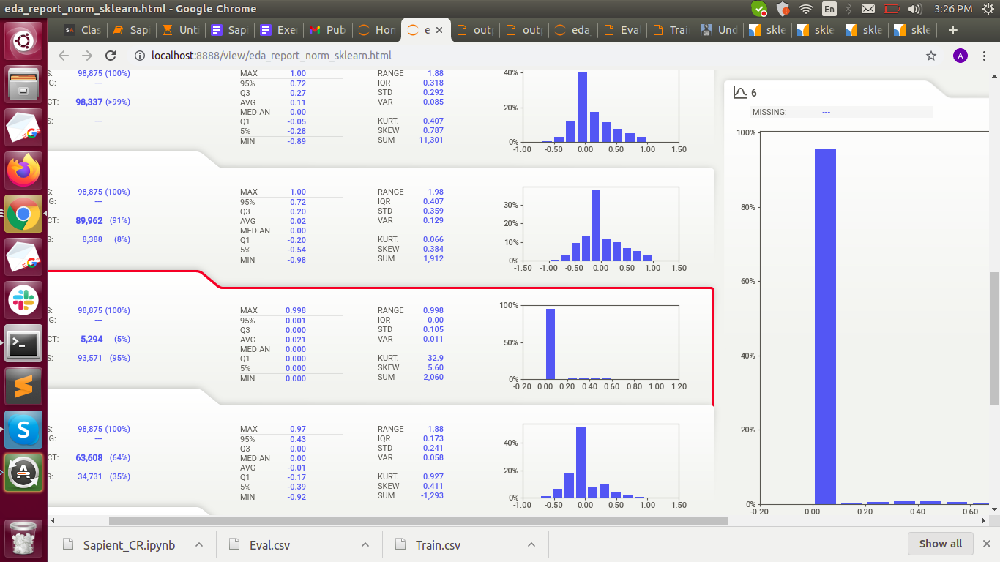 eda_report_norm_sklearn.html - Google Chrome
En
3:26 PM
Clas
Sapi
Unti
Sapi
Exe
Pub
Hon
e
outp
outp
eda_
Eval
Trai
Und
skle
skle
skle
skle
localhost:8888/view/eda_report_norm_sklearn.html
A
S: 98,875 (100%)
NG: ---
CT: 98,337 (>99%)
S: ---
MAX 1.00
95% 0.72
Q3 0.27
AVG 0.11
MEDIAN 0.00
Q1 -0.05
5% -0.28
MIN -0.89
RANGE 1.88
IQR 0.318
STD 0.292
VAR 0.085
KURT. 0.407
SKEW 0.787
SUM 11,301
40%
20%
0%
-1.00 -0.50 0.00 0.50 1.00 1.50
S: 98,875 (100%)
NG: ---
CT: 89,962 (91%)
S: 8,388 (8%)
MAX 1.00
95% 0.72
Q3 0.20
AVG 0.02
MEDIAN 0.00
Q1 -0.20
5% -0.54
MIN -0.98
RANGE 1.98
IQR 0.407
STD 0.359
VAR 0.129
KURT. 0.066
SKEW 0.384
SUM 1,912
30%
20%
10%
0%
-1.50 -1.00 -0.50 0.00 0.50 1.00 1.50
S: 98,875 (100%)
NG: ---
CT: 5,294 (5%)
S: 93,571 (95%)
MAX 0.998
95% 0.001
Q3 0.000
AVG 0.021
MEDIAN 0.000
Q1 0.000
5% 0.000
MIN 0.000
RANGE 0.998
IQR 0.00
STD 0.105
VAR 0.011
KURT. 32.9
SKEW 5.60
SUM 2,060
100%
50%
0%
-0.20 0.00 0.20 0.40 0.60 0.80 1.00 1.20
S: 98,875 (100%)
NG: ---
CT: 63,608 (64%)
S: 34,731 (35%)
MAX 0.97
95% 0.43
Q3 0.00
MEDIAN 0.00
AVG -0.01
Q1 -0.17
5% -0.39
MIN -0.92
RANGE 1.88
IQR 0.173
STD 0.241
VAR 0.058
KURT. 0.927
SKEW 0.411
SUM -1,293
40%
20%
0%
-1.00 -0.50 0.00 0.50 1.00 1.50
6
MISSING: ---
100%
80%
60%
40%
20%
0%
-0.20 0.00 0.20 0.40 0.60
Sapient_CR.ipynb
Eval.csv
Train.csv
Show all